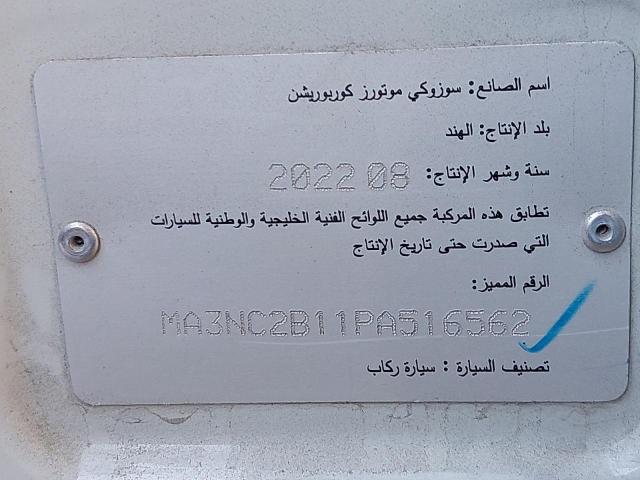 اسم الصانع: سوزوكي موتورز كوربوريشن
بلد الإنتاج: الهند
سنة وشهر الإنتاج: 2022 08
تطابق هذه المركبة جميع اللوائح الفنية الخليجية والوطنية للسيارات
التي صدرت حتى تاريخ الإنتاج
الرقم المميز:
MA3NC2B11PA516562
تصنيف السيارة : سيارة ركاب